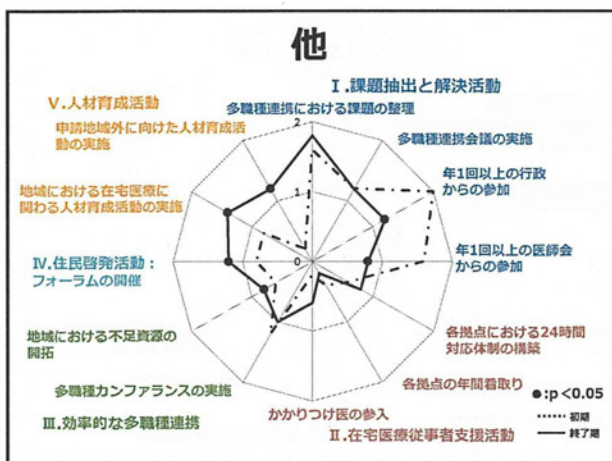 他
Ⅰ.課題抽出と解決活動
Ⅴ.人材育成活動
多職種連携における課題の整理
申請地域外に向けた人材育成活
動の実施
多職種連携会議の実施
年1回以上の行政
からの参加
地域における在宅医療に
関わる人材育成活動の実施
年1回以上の医師会
からの参加
Ⅳ.住民啓発活動：
フォーラムの開催
2
1
0
地域における不足資源の
開拓
各拠点における24時間
対応体制の構築
多職種カンファランスの実施
各拠点の年間看取り
かかりつけ医の参入
Ⅲ.効率的な多職種連携
Ⅱ.在宅医療従事者支援活動
●:p<0.05
初期
終了期